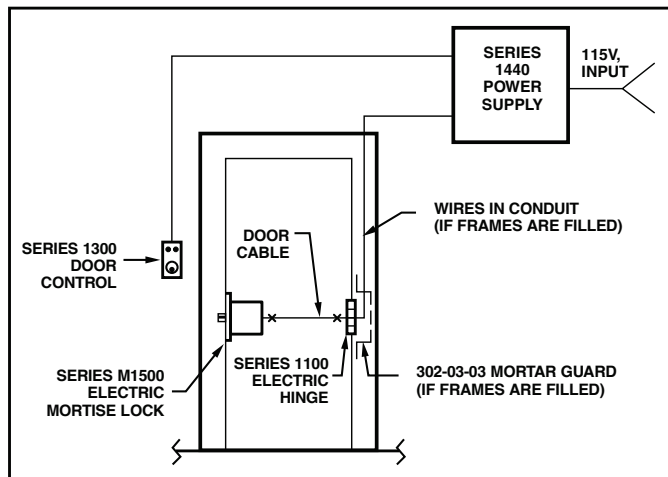 SERIES
1440
POWER
SUPPLY
115V,
INPUT
WIRES IN CONDUIT
(IF FRAMES ARE FILLED)
SERIES 1300
DOOR
CONTROL
DOOR
CABLE
SERIES M1500
ELECTRIC
MORTISE LOCK
SERIES 1100
ELECTRIC
HINGE
302-03-03 MORTAR GUARD
(IF FRAMES ARE FILLED)